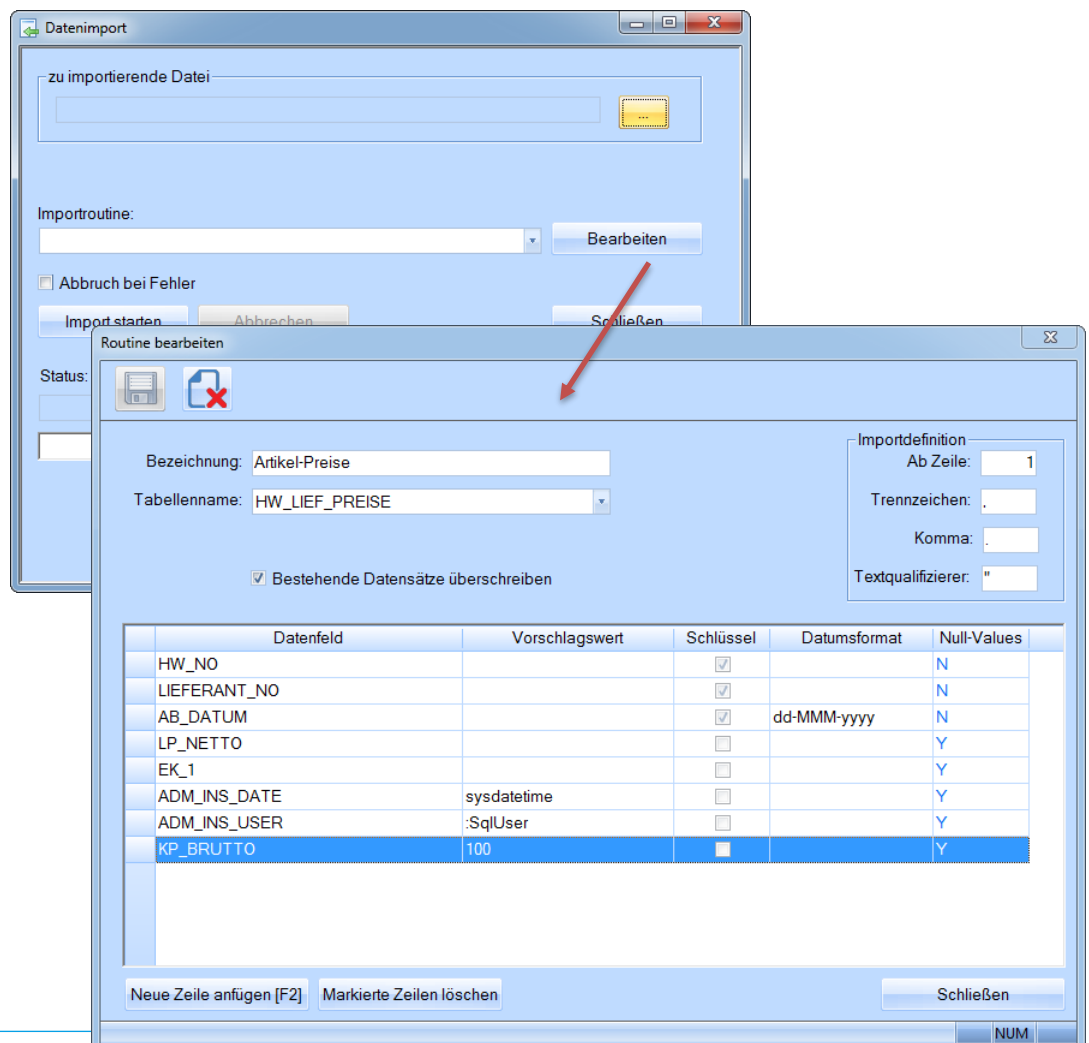 Datenimport
zu importierende Datei
...
Importroutine:
Bearbeiten
Abbruch bei Fehler
Import starten Abbrechen Schließen
Routine bearbeiten
Status:
Importdefinition
Bezeichnung: Artikel-Preise Ab Zeile: 1
Tabellenname: HW_LIEF_PREISE Trennzeichen: ,
Komma: .
Bestehende Datensätze überschreiben Textqualifizierer: "
Datenfeld Vorschlagswert Schlüssel Datumsformat Null-Values
HW_NO N
LIEFERANT_NO N
AB_DATUM dd-MMM-yyyy N
LP_NETTO Y
EK_1 Y
ADM_INS_DATE sysdatetime Y
ADM_INS_USER :SqlUser Y
KP_BRUTTO 100 Y
Neue Zeile anfügen [F2] Markierte Zeilen löschen Schließen
NUM